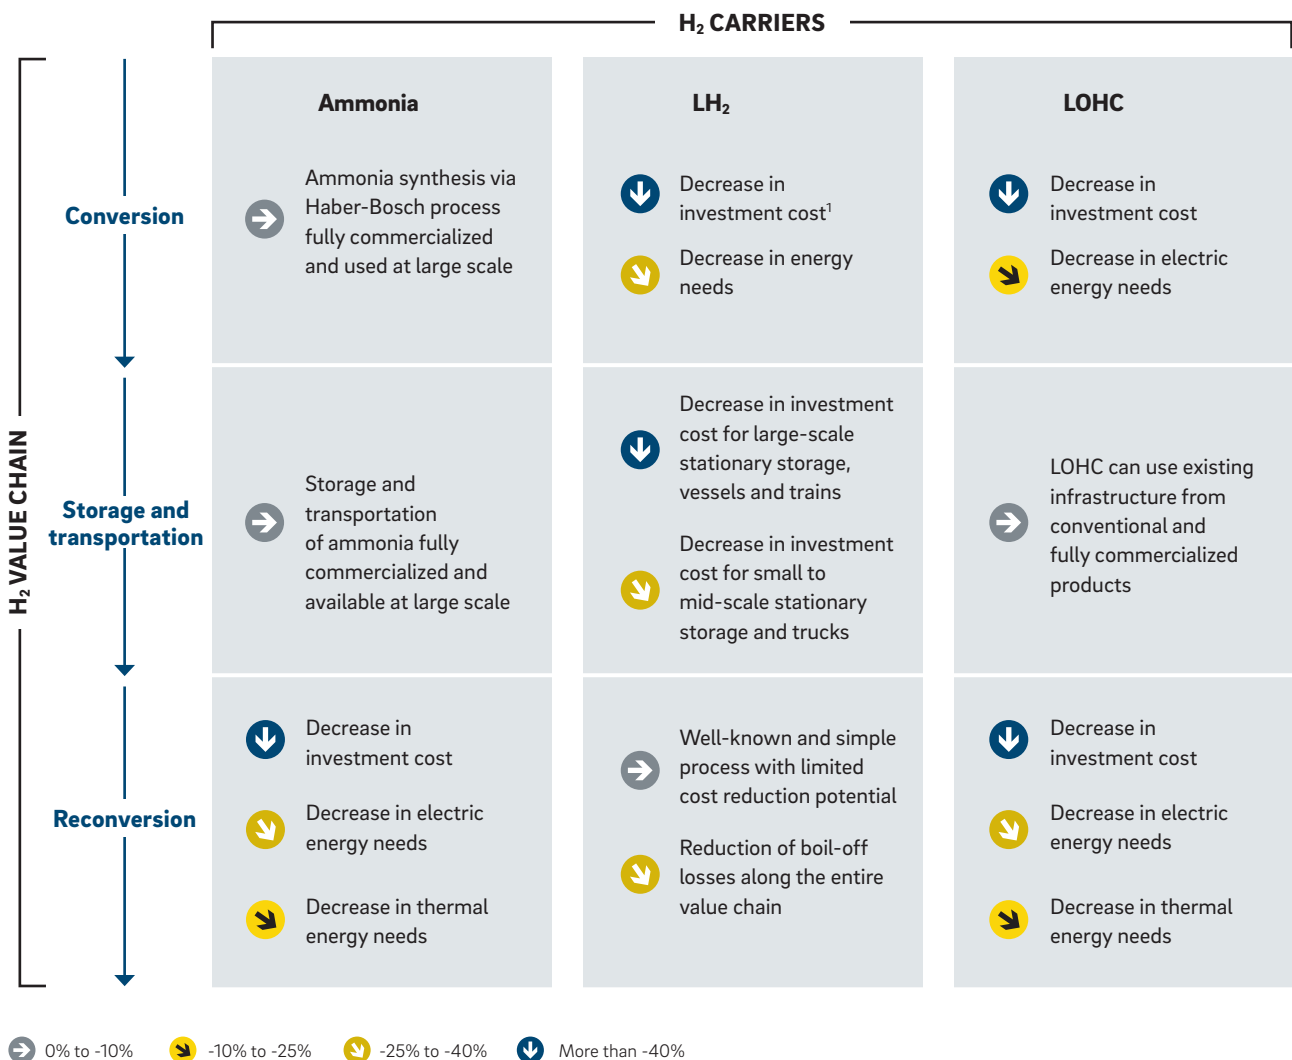 H₂ CARRIERS
H₂ VALUE CHAIN
Ammonia
LH₂
LOHC
Conversion
Ammonia synthesis via
Haber-Bosch process
fully commercialized
and used at large scale
Decrease in
investment cost¹
Decrease in energy
needs
Decrease in
investment cost
Decrease in electric
energy needs
Storage and
transportation
Storage and
transportation
of ammonia fully
commercialized and
available at large scale
Decrease in investment
cost for large-scale
stationary storage,
vessels and trains
Decrease in investment
cost for small to
mid-scale stationary
storage and trucks
LOHC can use existing
infrastructure from
conventional and
fully commercialized
products
Reconversion
Decrease in
investment cost
Decrease in electric
energy needs
Decrease in thermal
energy needs
Well-known and simple
process with limited
cost reduction potential
Reduction of boil-off
losses along the entire
value chain
Decrease in
investment cost
Decrease in electric
energy needs
Decrease in thermal
energy needs
0% to -10%
-10% to -25%
-25% to -40%
More than -40%